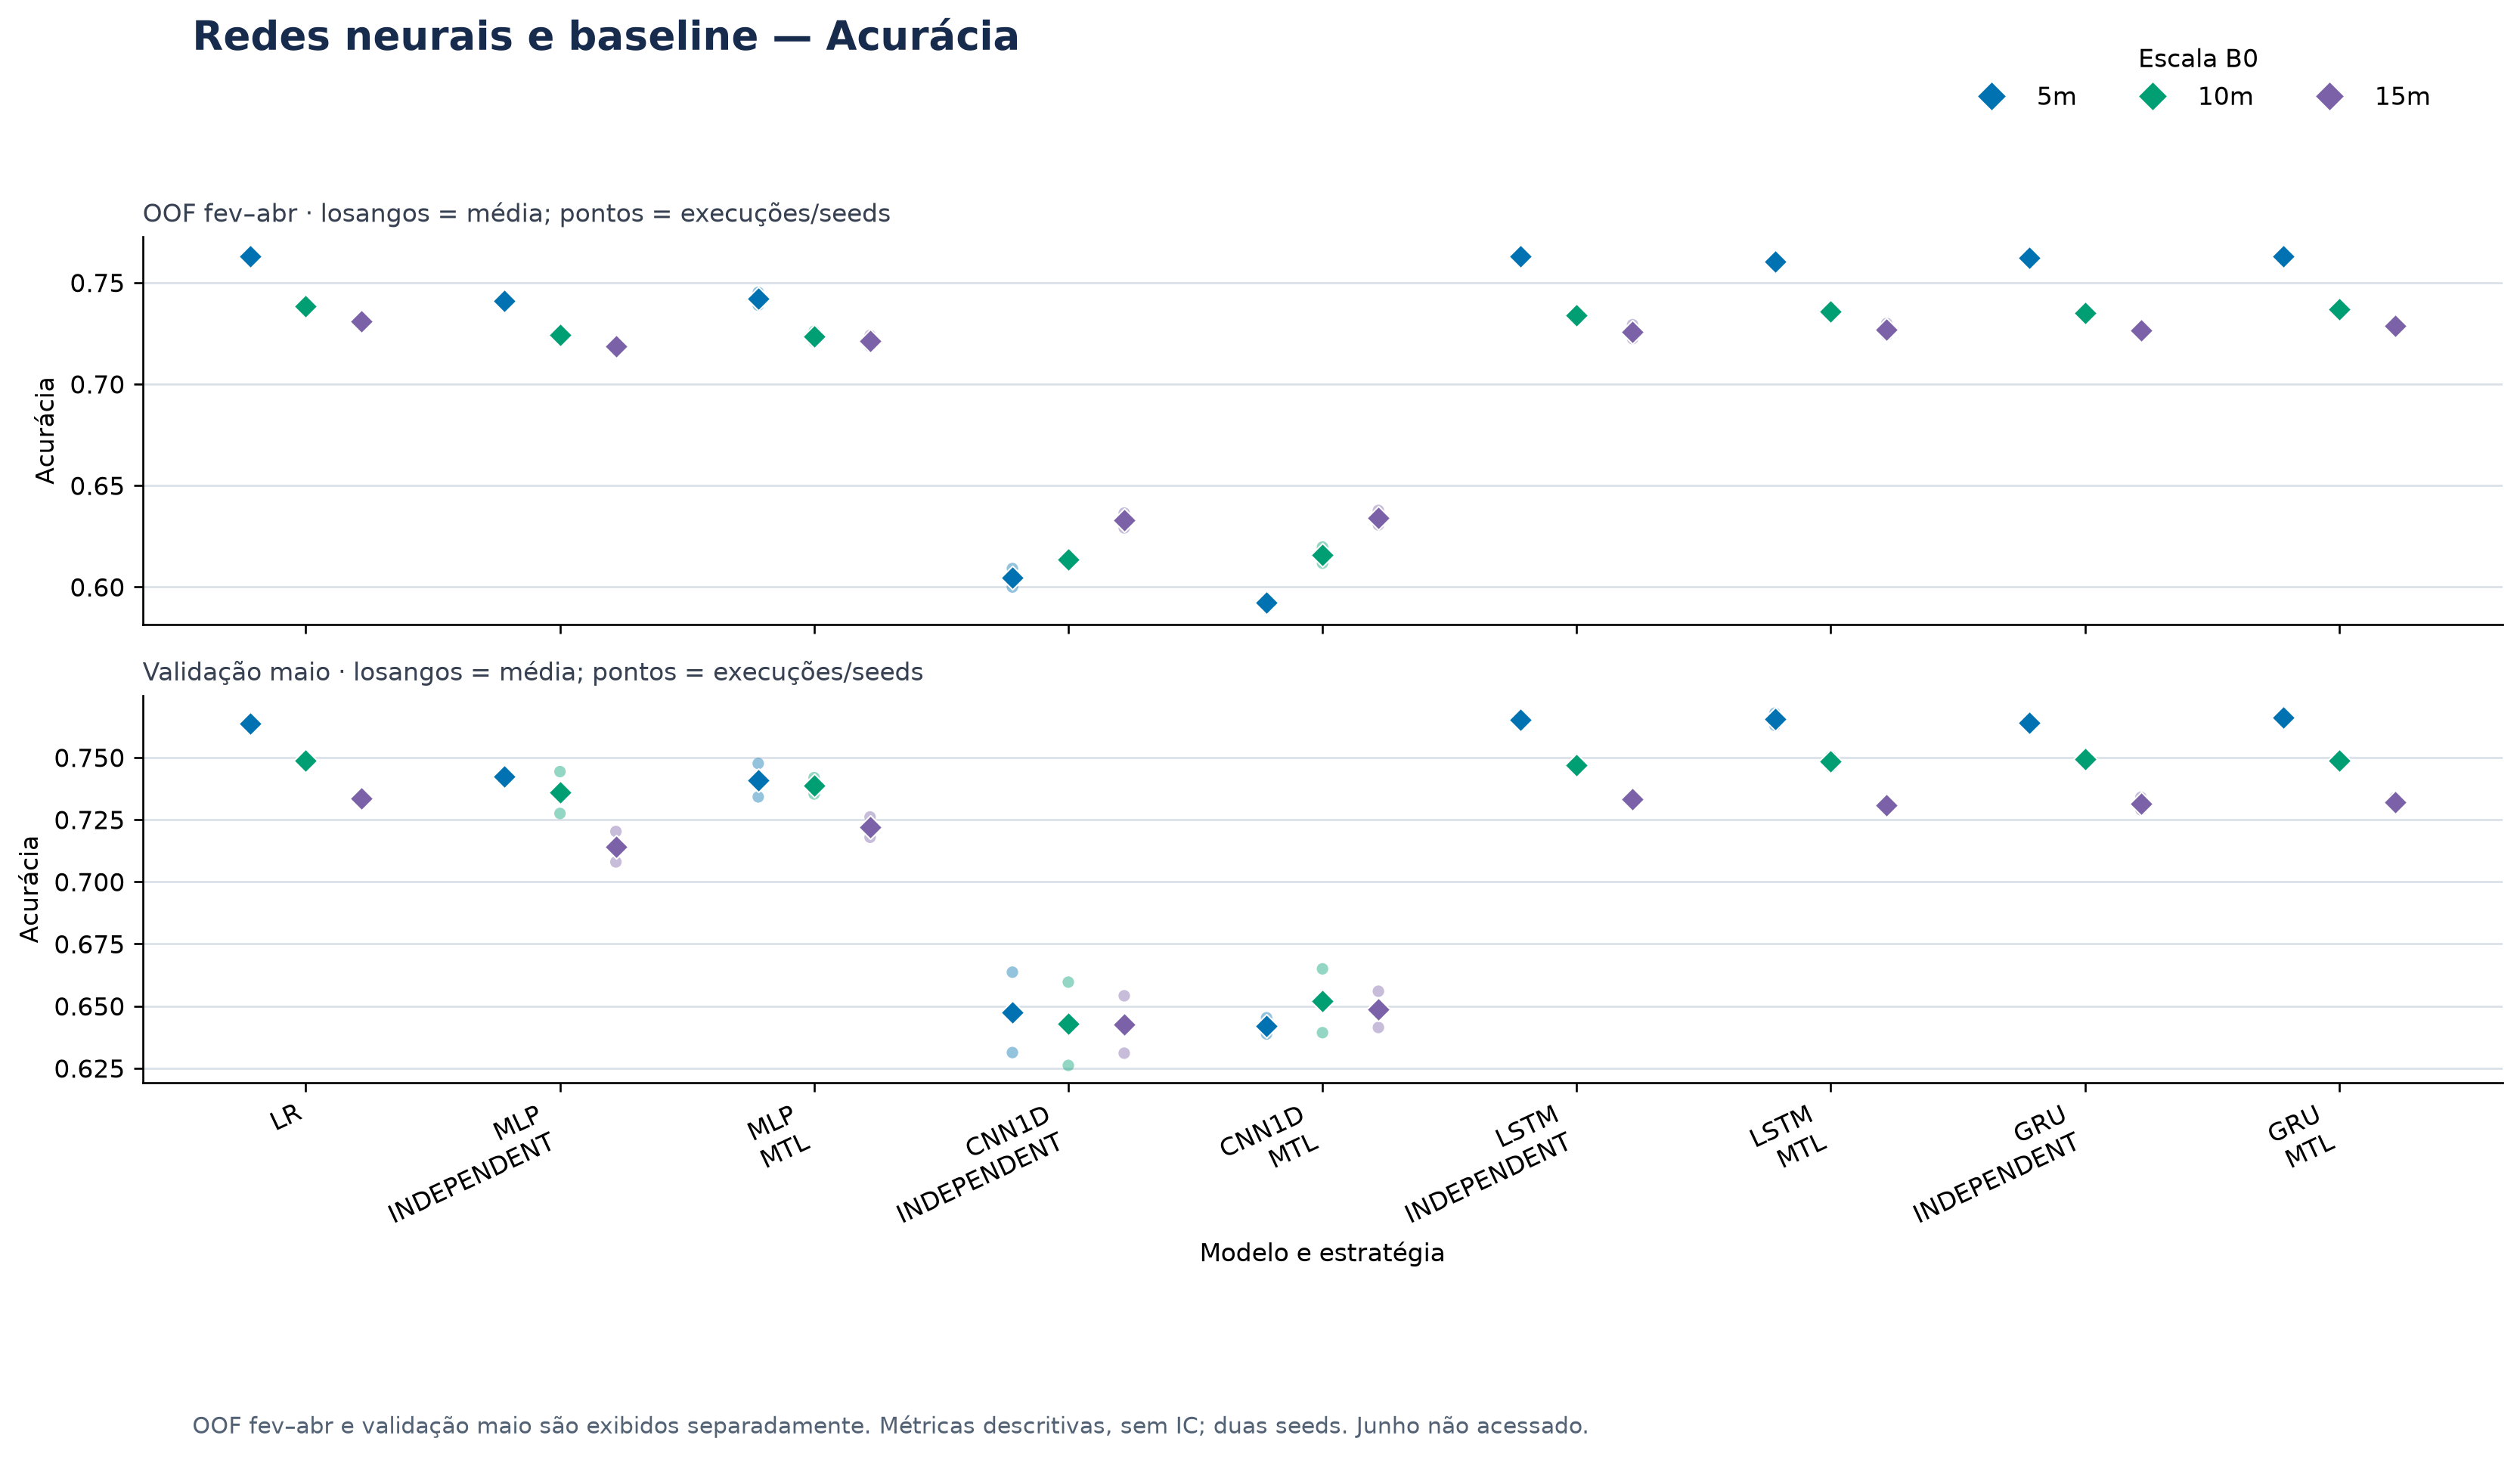 Redes neurais e baseline — Acurácia
Escala B0
5m
10m
15m
OOF fev–abr · losangos = média; pontos = execuções/seeds
Acurácia
0.75
0.70
0.65
0.60
Validação maio · losangos = média; pontos = execuções/seeds
Acurácia
0.750
0.725
0.700
0.675
0.650
0.625
LR
MLP
INDEPENDENT
MLP
MTL
CNN1D
INDEPENDENT
CNN1D
MTL
LSTM
INDEPENDENT
LSTM
MTL
GRU
INDEPENDENT
GRU
MTL
Modelo e estratégia
OOF fev–abr e validação maio são exibidos separadamente. Métricas descritivas, sem IC; duas seeds. Junho não acessado.